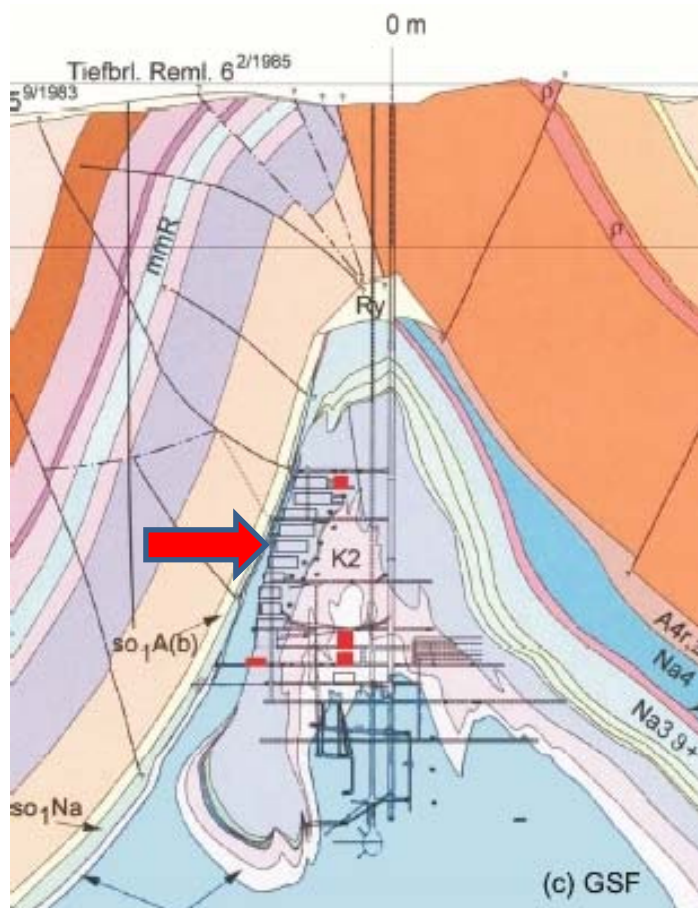 0 m
Tiefbrl. Reml. 6 2/1985
5 9/1983
ρ
mmR
ρ
Ry
K2
so1A(b)
A4r,
Na4
Na3
so1Na
(c) GSF